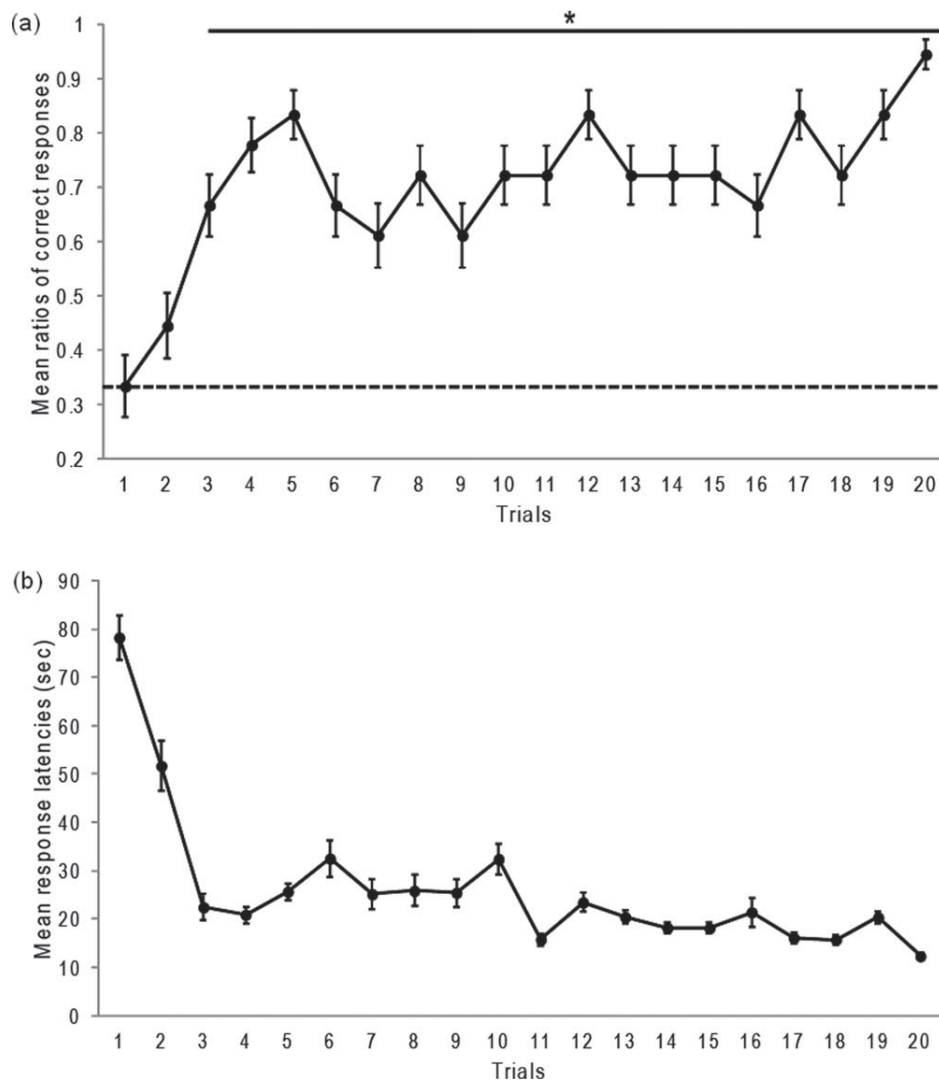 (a)
*
Mean ratios of correct responses
1
0.9
0.8
0.7
0.6
0.5
0.4
0.3
0.2
1 2 3 4 5 6 7 8 9 10 11 12 13 14 15 16 17 18 19 20
Trials
(b)
Mean response latencies (sec)
90
80
70
60
50
40
30
20
10
0
1 2 3 4 5 6 7 8 9 10 11 12 13 14 15 16 17 18 19 20
Trials